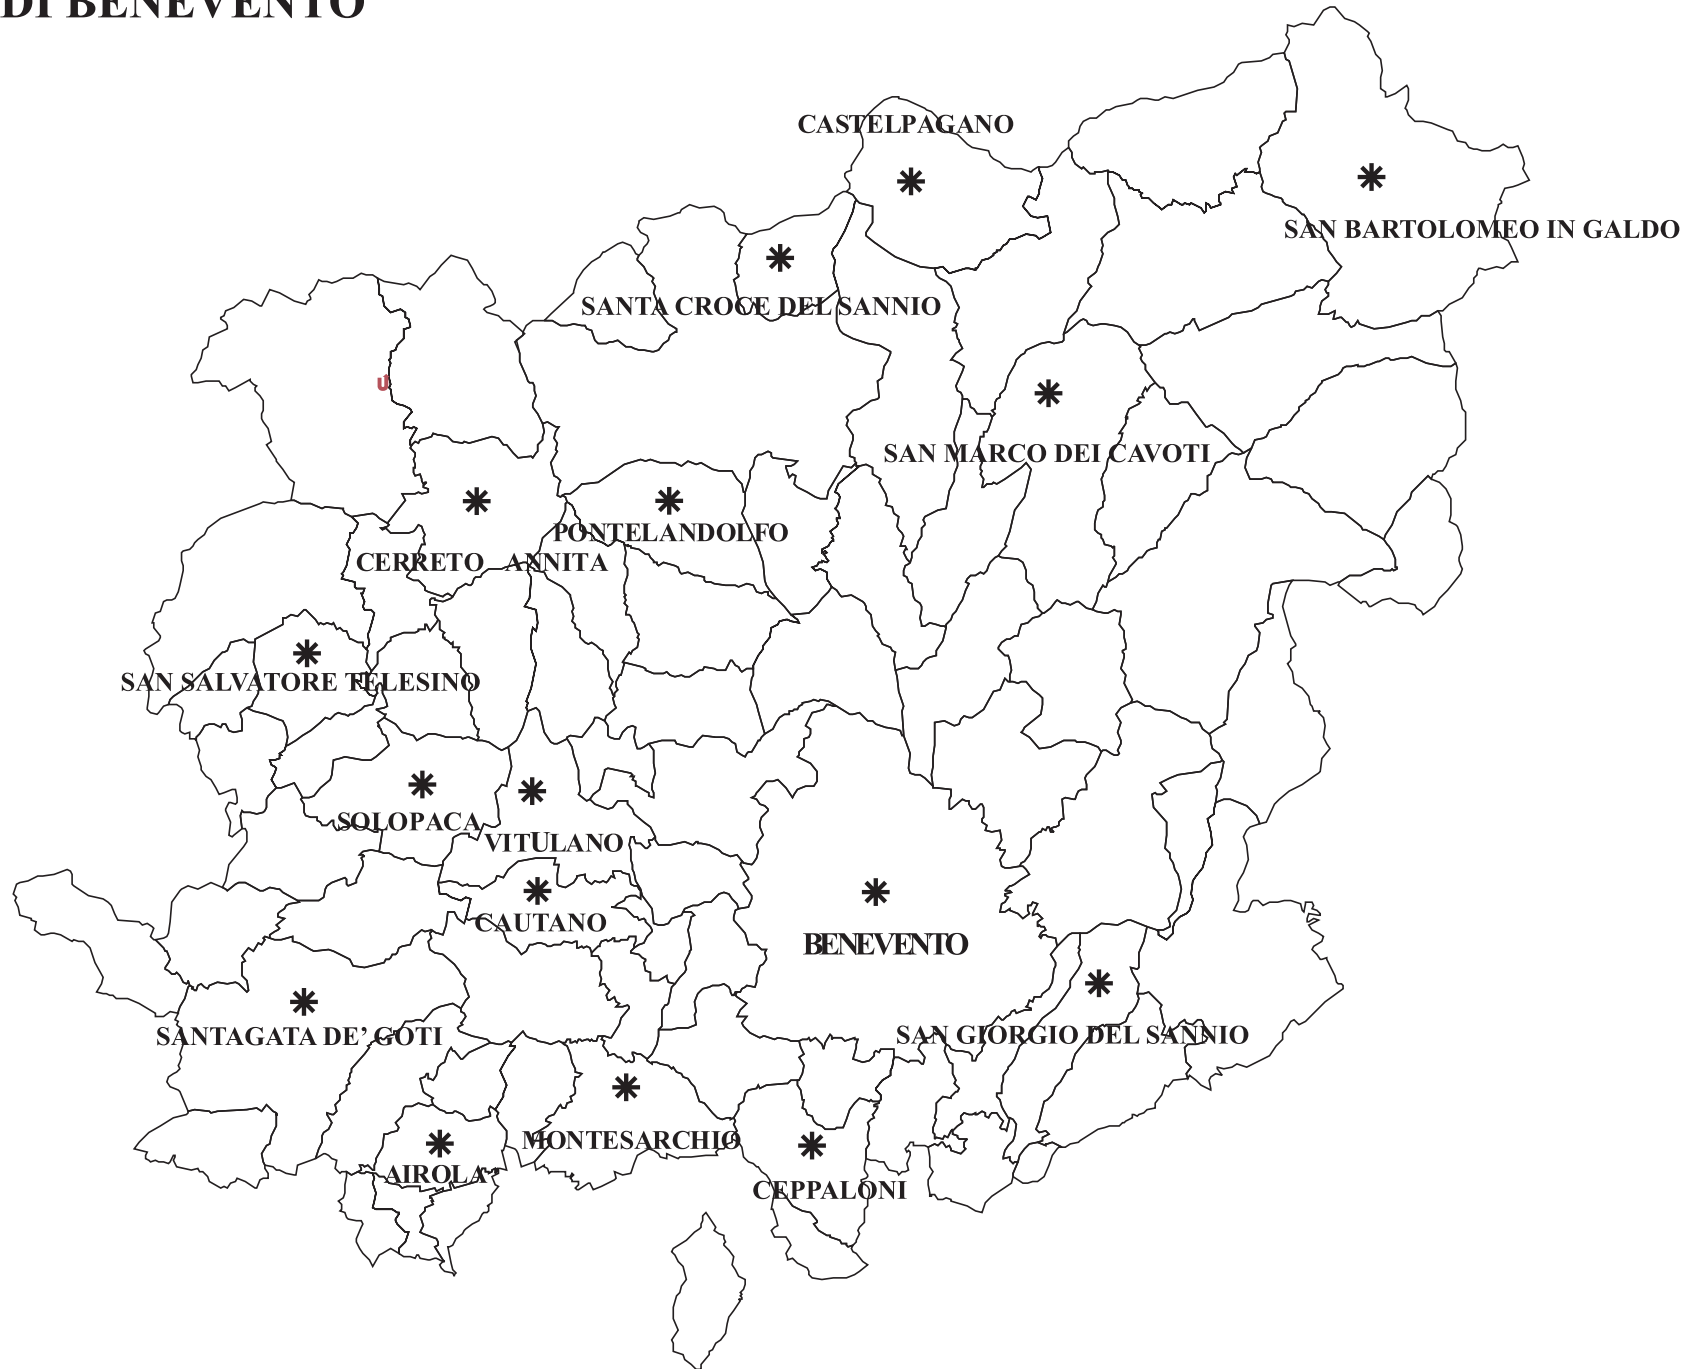 DI BENEVENTO
CASTELPAGANO
SAN BARTOLOMEO IN GALDO
SANTA CROCE DEL SANNIO
U
SAN MARCO DEI CAVOTI
PONTELANDOLFO
CERRETO ANNITA
SAN SALVATORE TELESINO
SOLOPACA
VITULANO
CAUTANO
BENEVENTO
SANTAGATA DE' GOTI
SAN GIORGIO DEL SANNIO
MONTESARCHIO
AIROLA
CEPPALONI